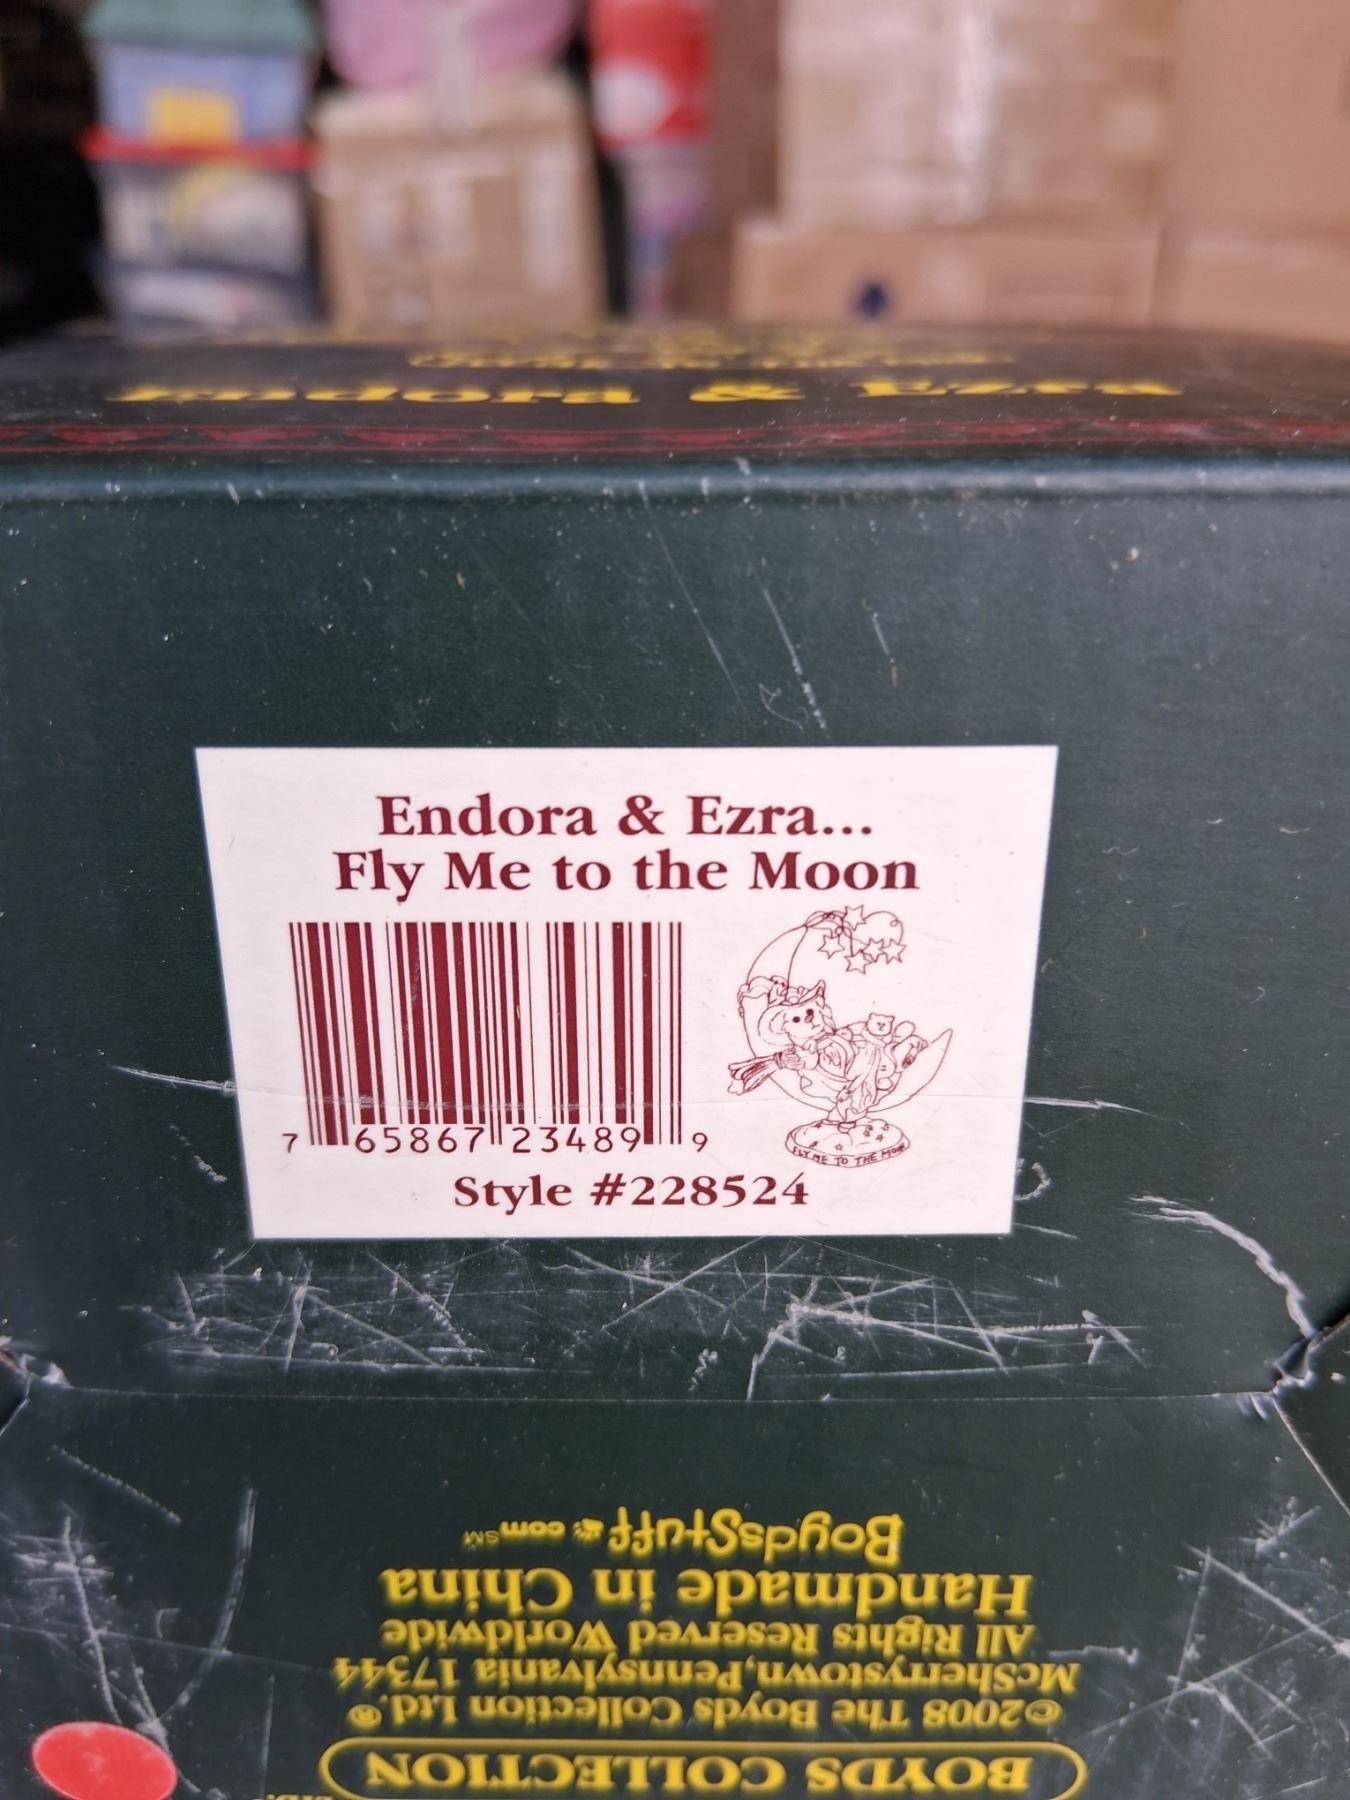 Endora & Ezra
Endora & Ezra...
Fly Me to the Moon
7 65867 23489 9
FLY ME TO THE MOON
Style #228524
BoydsStuff.com℠
Handmade in China
All Rights Reserved Worldwide
McSherrystown, Pennsylvania 17344
©2008 The Boyds Collection Ltd.®
BOYDS COLLECTION